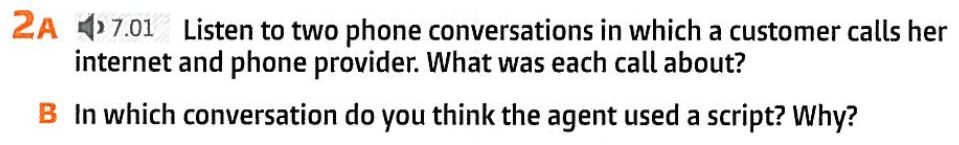 2A 7.01 Listen to two phone conversations in which a customer calls her
internet and phone provider. What was each call about?
B In which conversation do you think the agent used a script? Why?